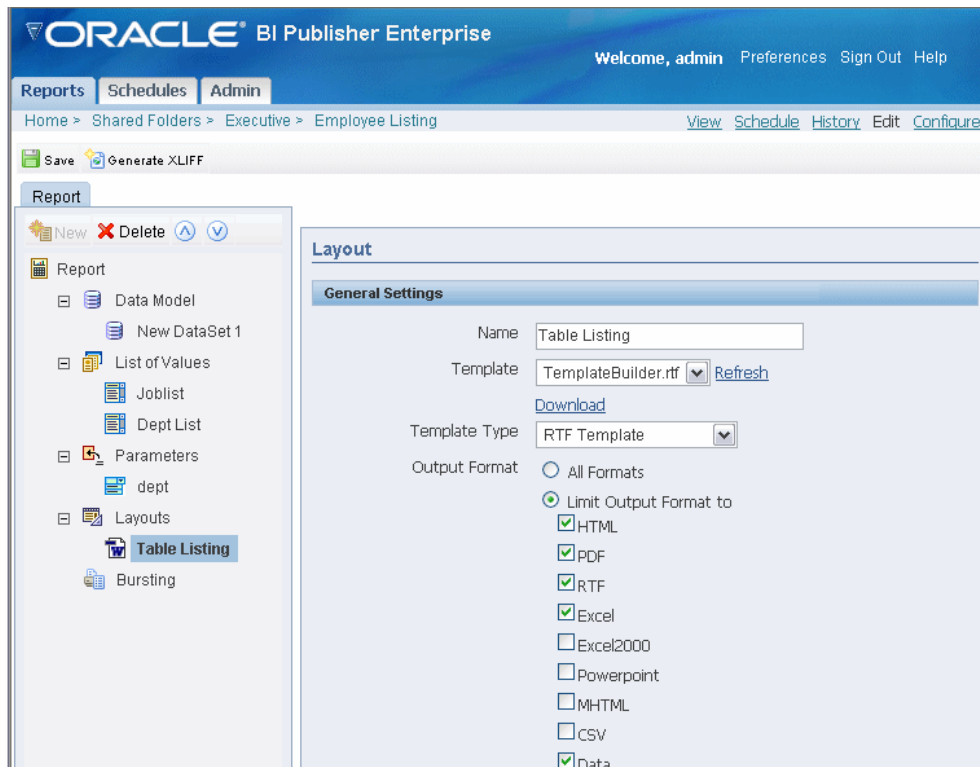 ORACLE® BI Publisher Enterprise
Welcome, admin Preferences Sign Out Help
Reports Schedules Admin
Home > Shared Folders > Executive > Employee Listing View Schedule History Edit Configure
Save Generate XLIFF
Report
New Delete
Report
Data Model
New DataSet 1
List of Values
Joblist
Dept List
Parameters
dept
Layouts
Table Listing
Bursting
Layout
General Settings
Name Table Listing
Template TemplateBuilder.rtf Refresh
Download
Template Type RTF Template
Output Format All Formats
Limit Output Format to
HTML
PDF
RTF
Excel
Excel2000
Powerpoint
MHTML
CSV
Data